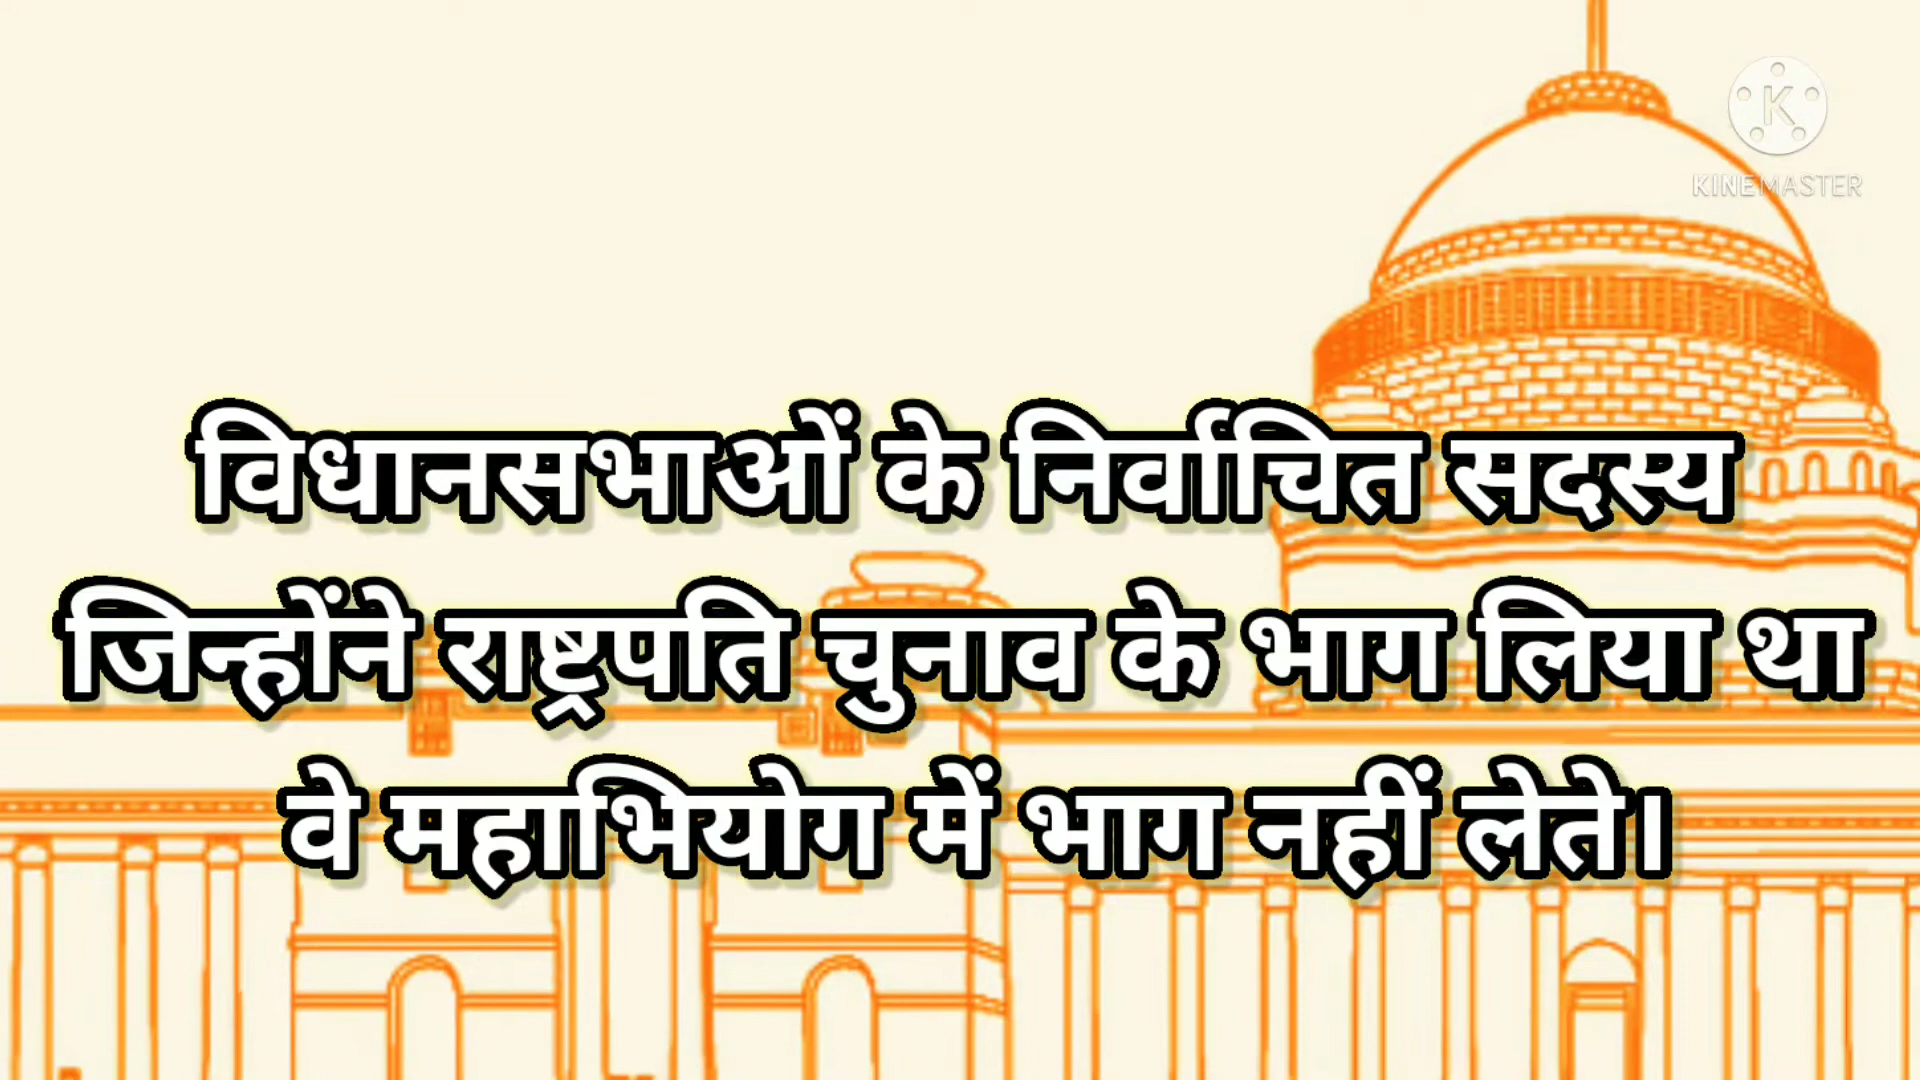 K
KINEMASTER
विधानसभाओं के निर्वाचित सदस्य
जिन्होंने राष्ट्रपति चुनाव के भाग लिया था
वे महाभियोग में भाग नहीं लेते।